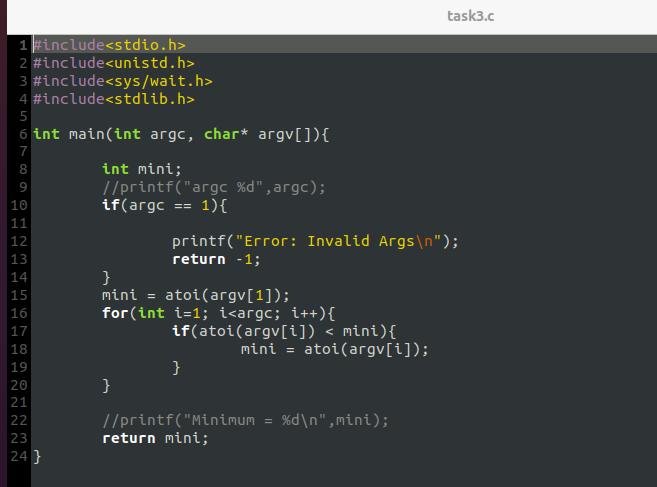 task3.c
1 #include<stdio.h>
2 #include<unistd.h>
3 #include<sys/wait.h>
4 #include<stdlib.h>
5
6 int main(int argc, char* argv[]){
7
8         int mini;
9         //printf("argc %d",argc);
10         if(argc == 1){
11
12                 printf("Error: Invalid Args\n");
13                 return -1;
14         }
15         mini = atoi(argv[1]);
16         for(int i=1; i<argc; i++){
17                 if(atoi(argv[i]) < mini){
18                         mini = atoi(argv[i]);
19                 }
20         }
21
22         //printf("Minimum = %d\n",mini);
23         return mini;
24 }